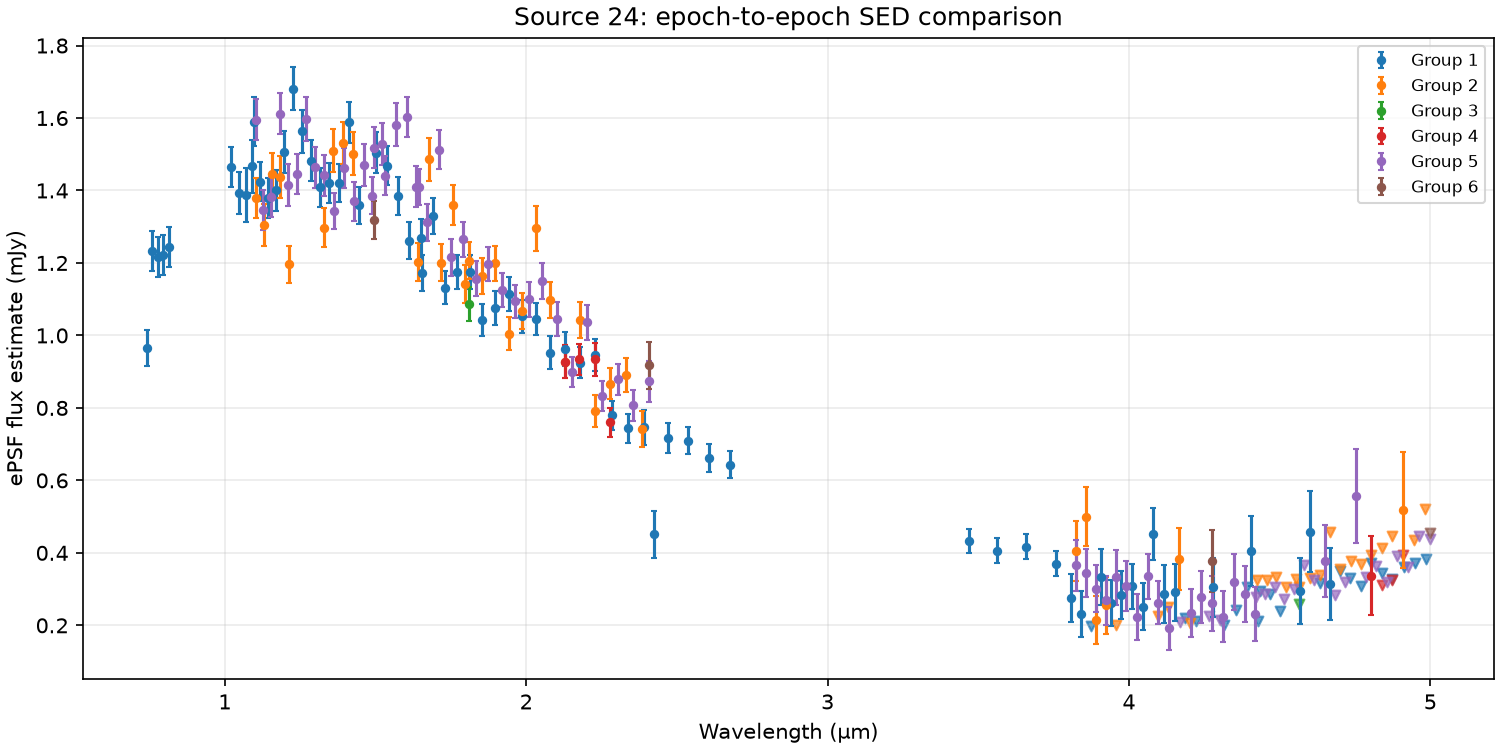 Source 24: epoch-to-epoch SED comparison
1.8
1.6
1.4
1.2
1.0
0.8
0.6
0.4
0.2
ePSF flux estimate (mJy)
Group 1
Group 2
Group 3
Group 4
Group 5
Group 6
1 2 3 4 5
Wavelength (μm)